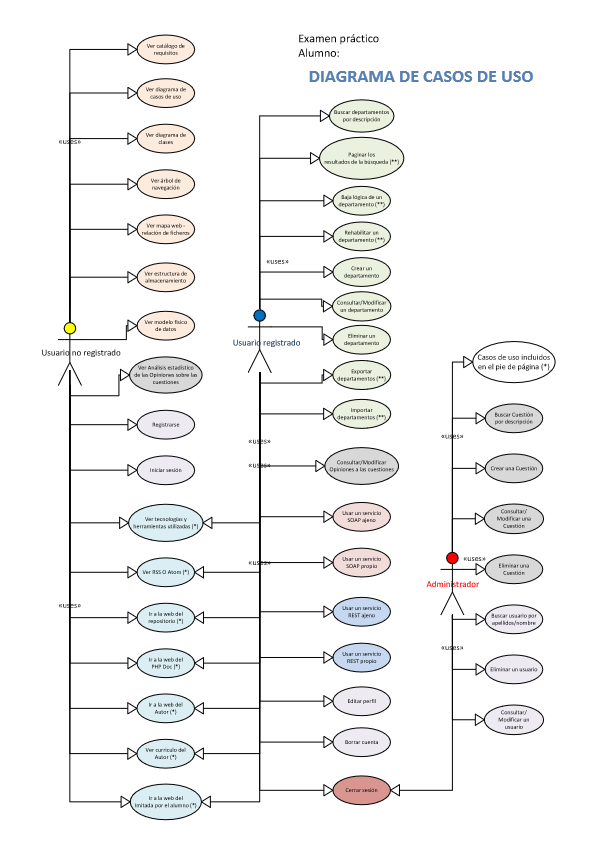 Examen práctico
Alumno:
DIAGRAMA DE CASOS DE USO
Ver catálogo de
requisitos
Ver diagrama de
casos de uso
«uses»
Ver diagrama de
clases
Ver árbol de
navegación
Ver mapa web -
relación de ficheros
Ver estructura de
almacenamiento
Ver modelo físico
de datos
Usuario no registrado
Ver Análisis estadístico
de las Opiniones sobre las
cuestiones
Registrarse
Iniciar sesión
Ver tecnologías y
herramientas utilizadas (*)
Ver RSS O Atom (*)
«uses»
Ir a la web del
repositorio (*)
Ir a la web del
PHP Doc (*)
Ir a la web del
Autor (*)
Ver currículo del
Autor (*)
Ir a la web del
imitada por el alumno (*)
Buscar departamentos
por descripción
Paginar los
resultados de la búsqueda (**)
Baja lógica de un
departamento (**)
Rehabilitar un
departamento (**)
«uses»
Crear un
departamento
Consultar/Modificar
un departamento
Usuario registrado
Eliminar un
departamento
Exportar
departamentos (**)
Importar
departamentos (**)
«uses»
«uses»
Consultar/Modificar
Opiniones a las cuestiones
Usar un servicio
SOAP ajeno
«uses»
Usar un servicio
SOAP propio
Usar un servicio
REST ajeno
Usar un servicio
REST propio
Editar perfil
Borrar cuenta
Cerrar sesión
Casos de uso incluidos
en el pie de página (*)
Buscar Cuestión
por descripción
«uses»
Crear una Cuestión
Consultar/
Modificar una
Cuestión
«uses»
Eliminar una
Cuestión
Administrador
Buscar usuario por
apellidos/nombre
«uses»
Eliminar un usuario
Consultar/
Modificar un
usuario